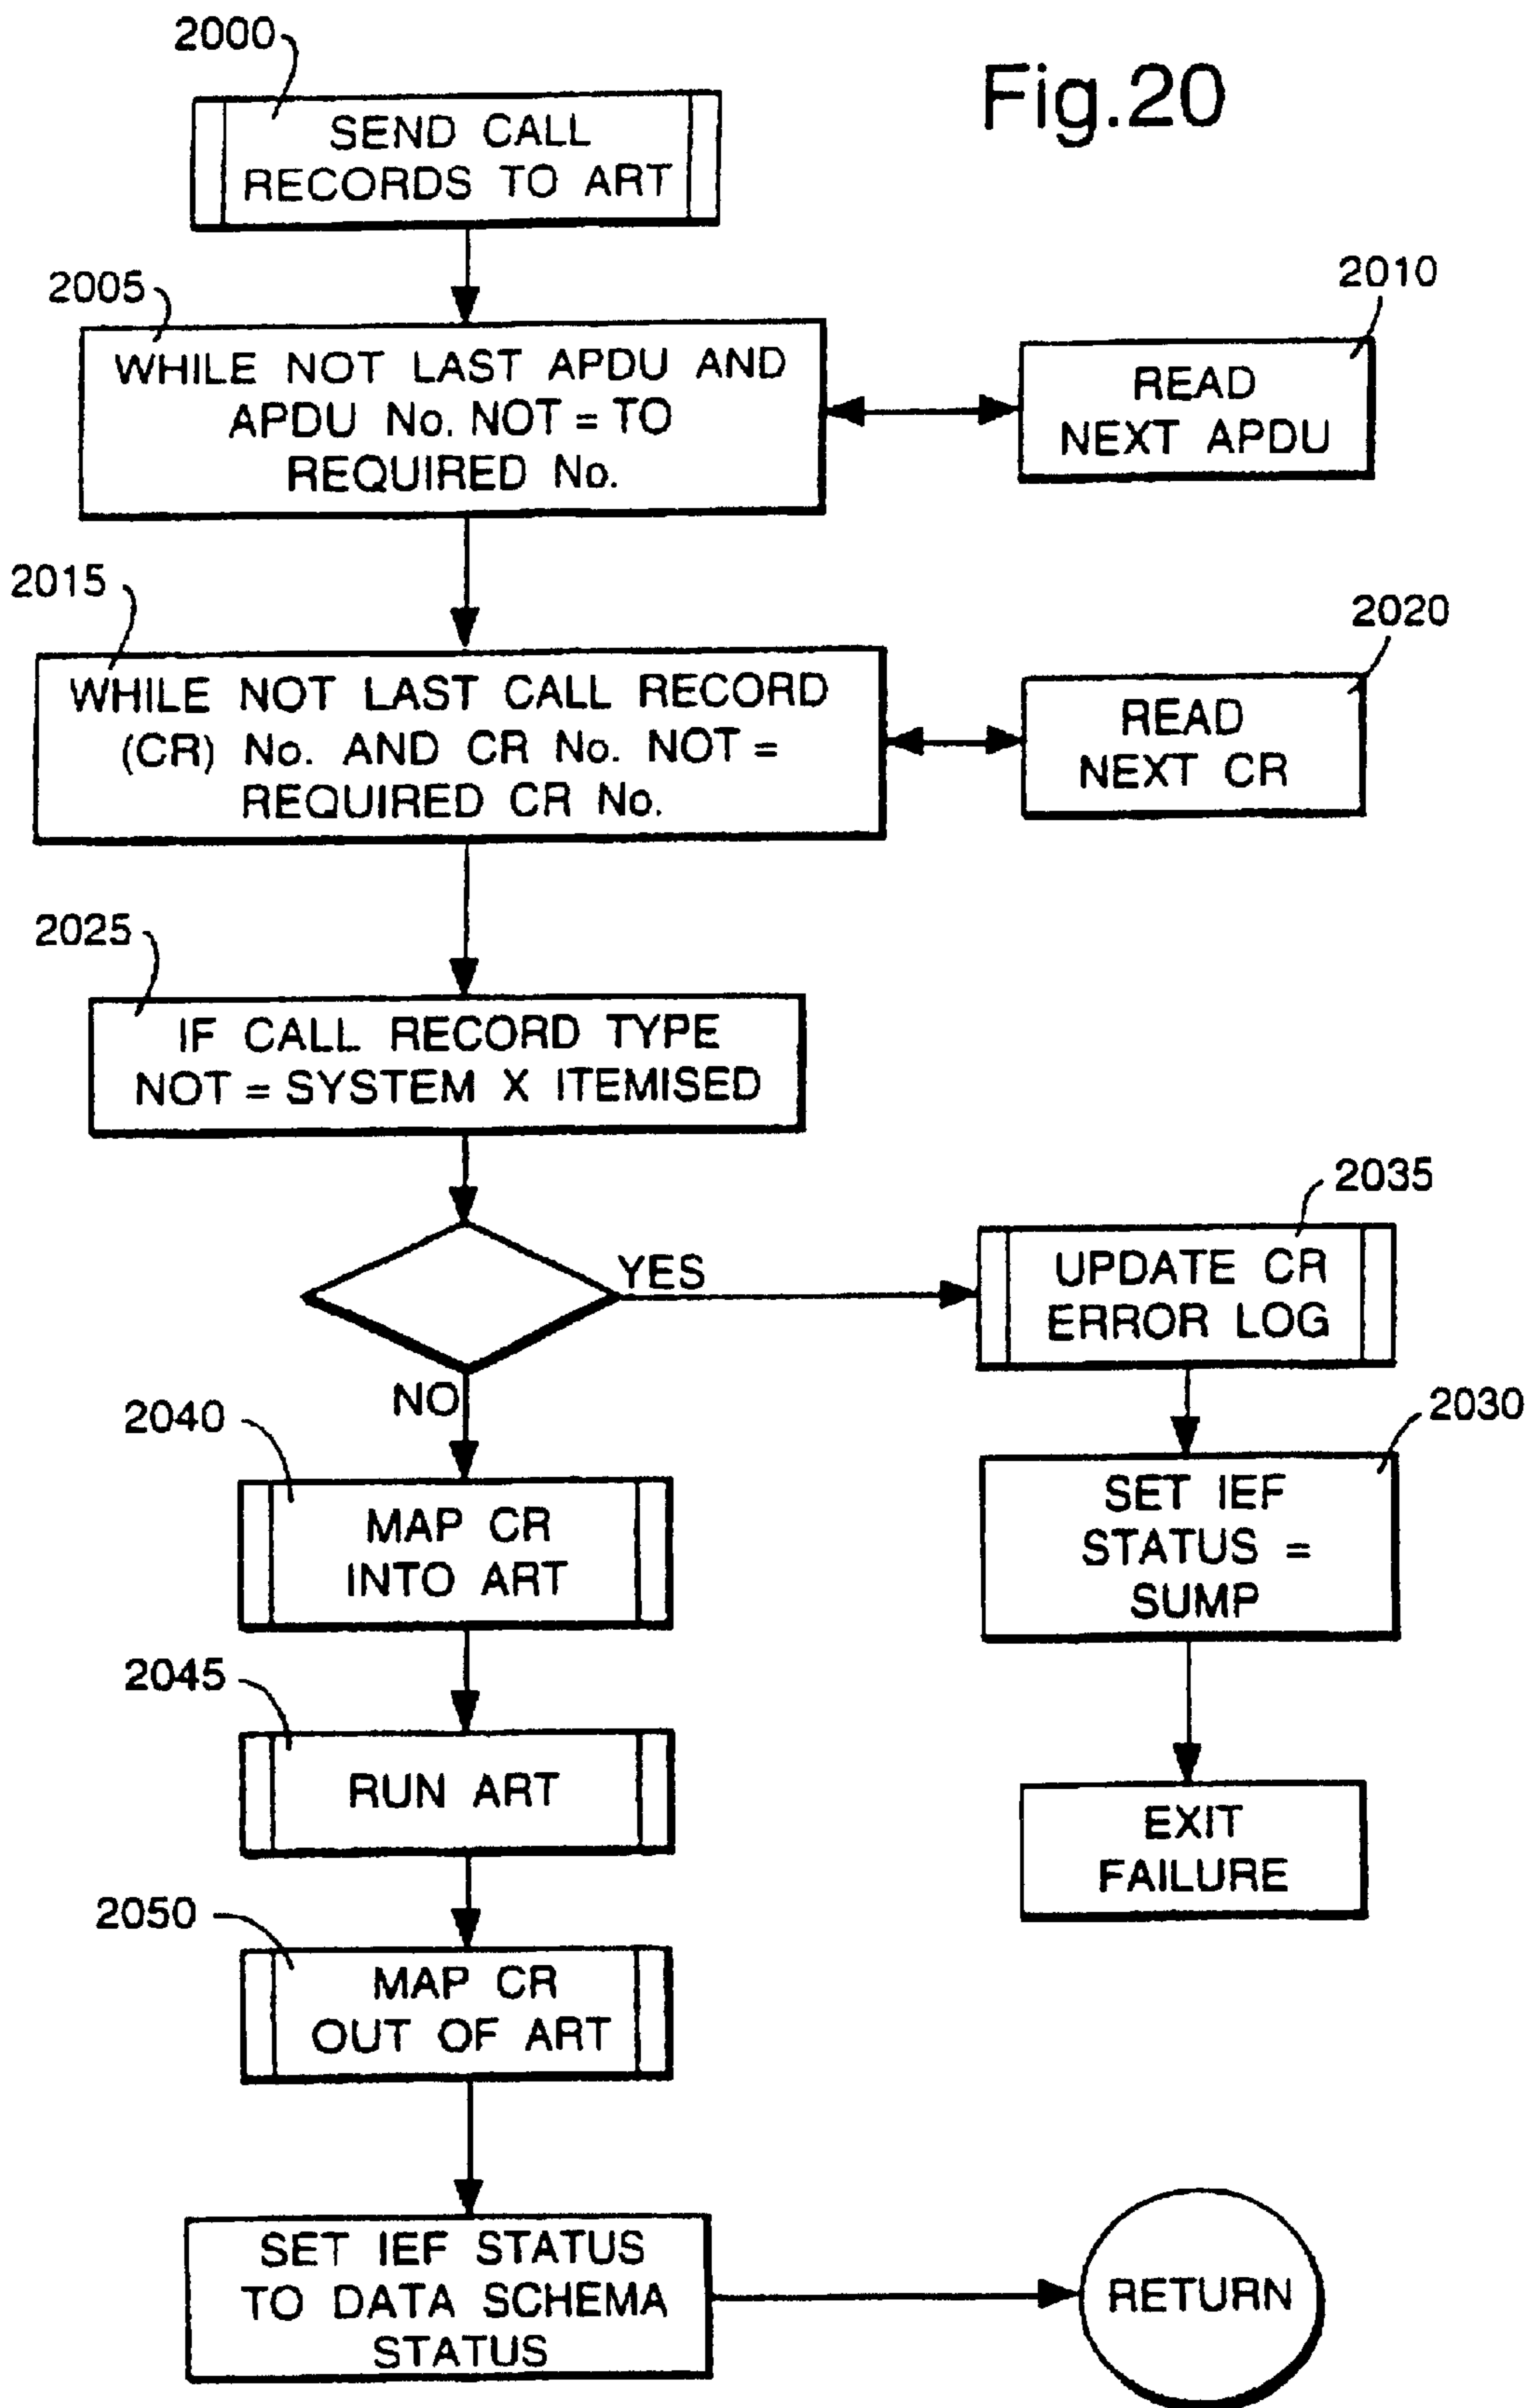 2000
Fig.20
SEND CALL
RECORDS TO ART
2005
WHILE NOT LAST APDU AND
APDU No. NOT = TO
REQUIRED No.
2010
READ
NEXT APDU
2015
WHILE NOT LAST CALL RECORD
(CR) No. AND CR No. NOT =
REQUIRED CR No.
2020
READ
NEXT CR
2025
IF CALL RECORD TYPE
NOT = SYSTEM X ITEMISED
YES
NO
2035
UPDATE CR
ERROR LOG
2030
SET IEF
STATUS =
SUMP
EXIT
FAILURE
2040
MAP CR
INTO ART
2045
RUN ART
2050
MAP CR
OUT OF ART
SET IEF STATUS
TO DATA SCHEMA
STATUS
RETURN